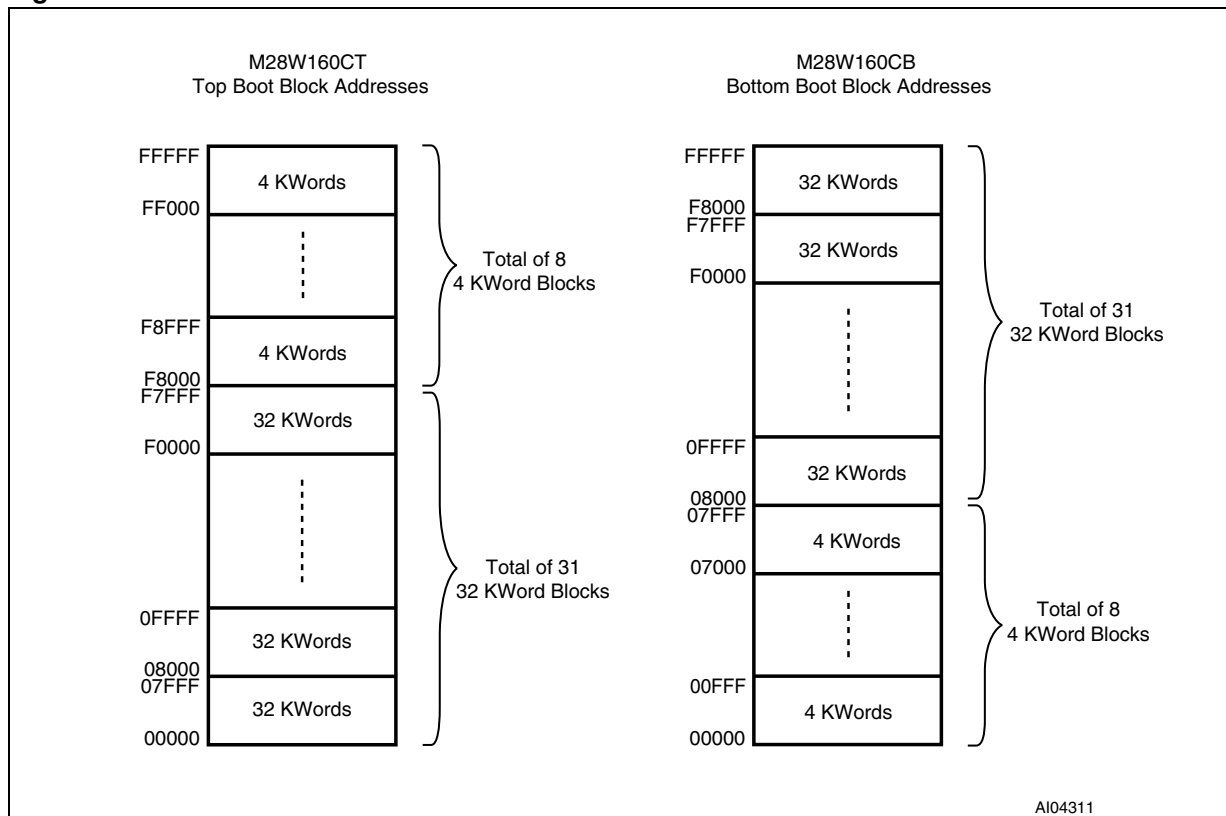 M28W160CT
Top Boot Block Addresses
FFFFF
4 KWords
FF000
Total of 8
4 KWord Blocks
F8FFF
4 KWords
F8000
F7FFF
32 KWords
F0000
Total of 31
32 KWord Blocks
0FFFF
32 KWords
08000
07FFF
32 KWords
00000
M28W160CB
Bottom Boot Block Addresses
FFFFF
32 KWords
F8000
F7FFF
32 KWords
F0000
Total of 31
32 KWord Blocks
0FFFF
32 KWords
08000
07FFF
4 KWords
07000
Total of 8
4 KWord Blocks
00FFF
4 KWords
00000
AI04311